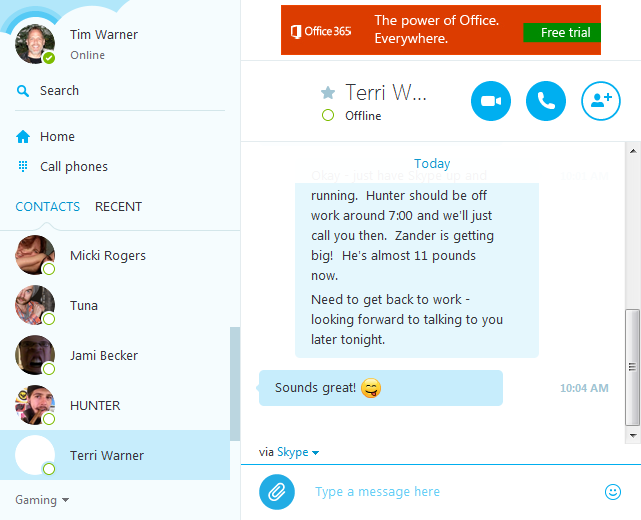 Tim Warner
Online
Search
Home
Call phones
CONTACTS RECENT
Micki Rogers
Tuna
Jami Becker
HUNTER
Terri Warner
Gaming
Office 365
The power of Office.
Everywhere.
Free trial
Terri W...
Offline
Today
Okay - just have Skype up and
running. Hunter should be off
work around 7:00 and we'll just
call you then. Zander is getting
big! He's almost 11 pounds
now.
Need to get back to work -
looking forward to talking to you
later tonight.
Sounds great! 😋
10:04 AM
via Skype
Type a message here